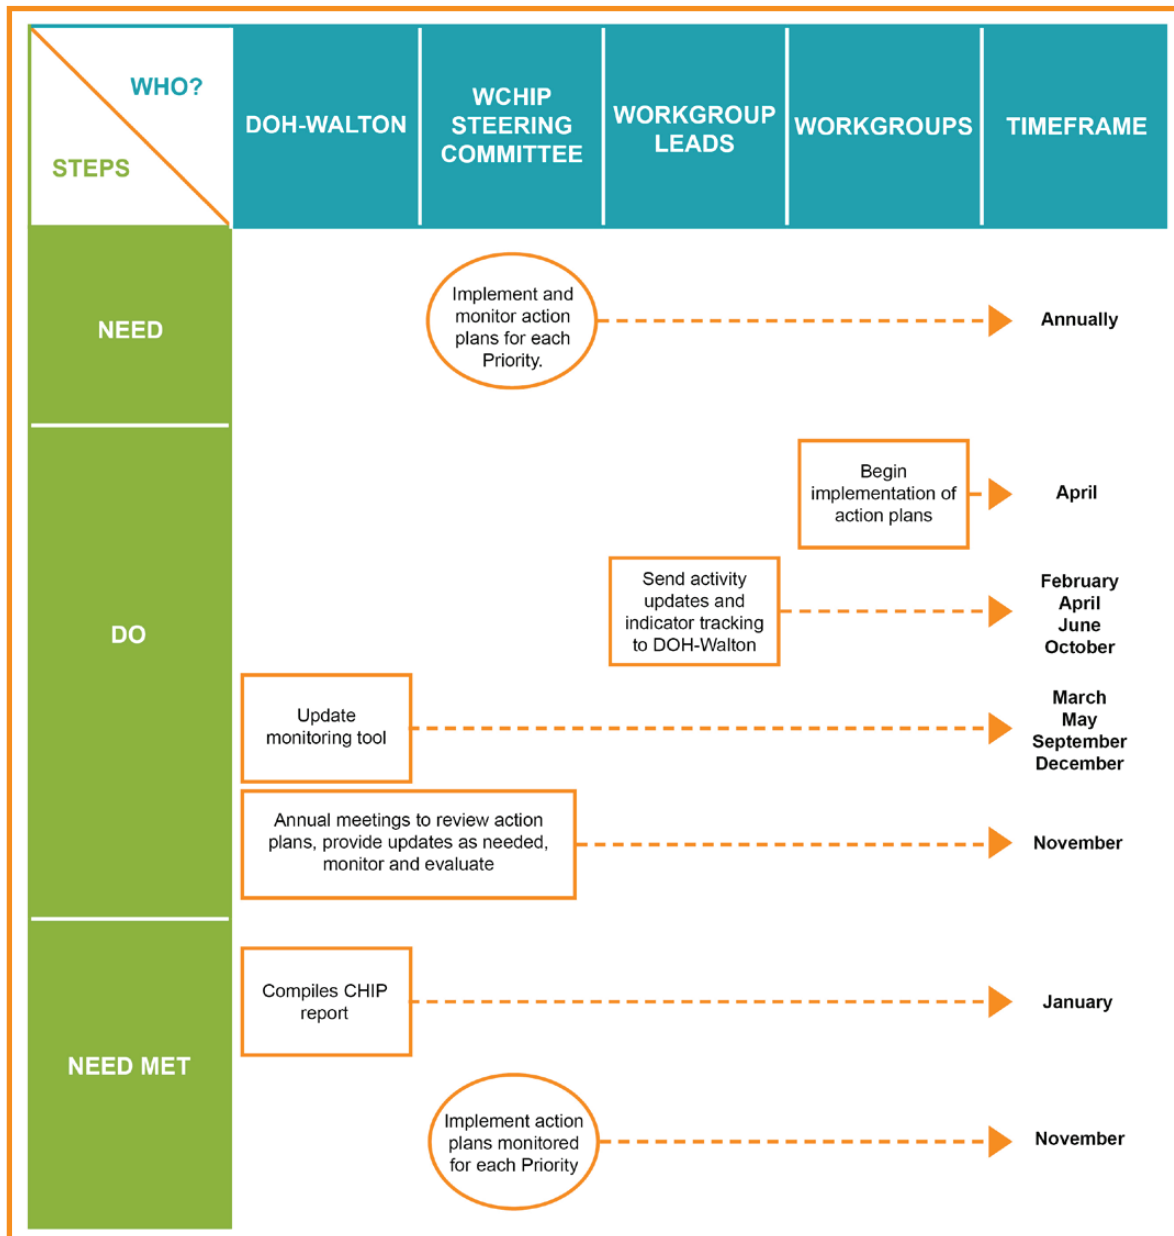 WHO?
STEPS
DOH-WALTON
WCHIP
STEERING
COMMITTEE
WORKGROUP
LEADS
WORKGROUPS
TIMEFRAME
NEED
Implement and
monitor action
plans for each
Priority.
Annually
DO
Begin
implementation of
action plans
April
Send activity
updates and
indicator tracking
to DOH-Walton
February
April
June
October
Update
monitoring tool
March
May
September
December
Annual meetings to review action
plans, provide updates as needed,
monitor and evaluate
November
NEED MET
Compiles CHIP
report
January
Implement action
plans monitored
for each Priority
November